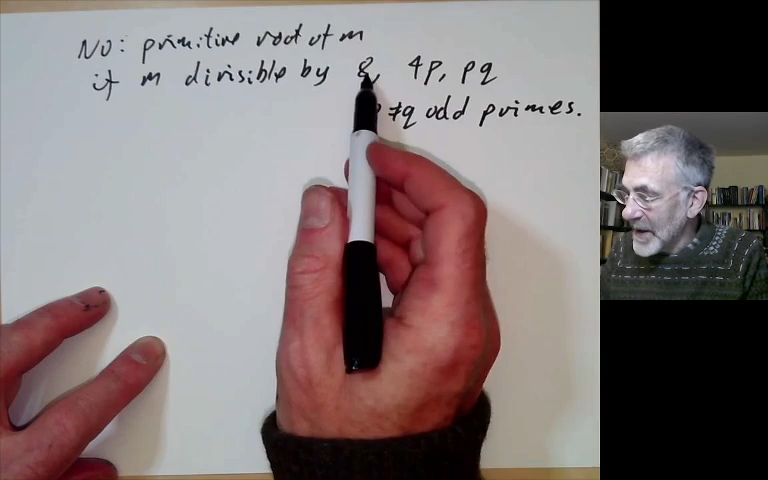 No: primitive root of m
if m divisible by 8, 4p, pq
p ≠ q odd primes.